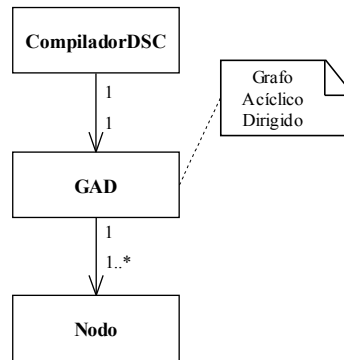 CompiladorDSC
1
1
Grafo
Acíclico
Dirigido
GAD
1
1..*
Nodo